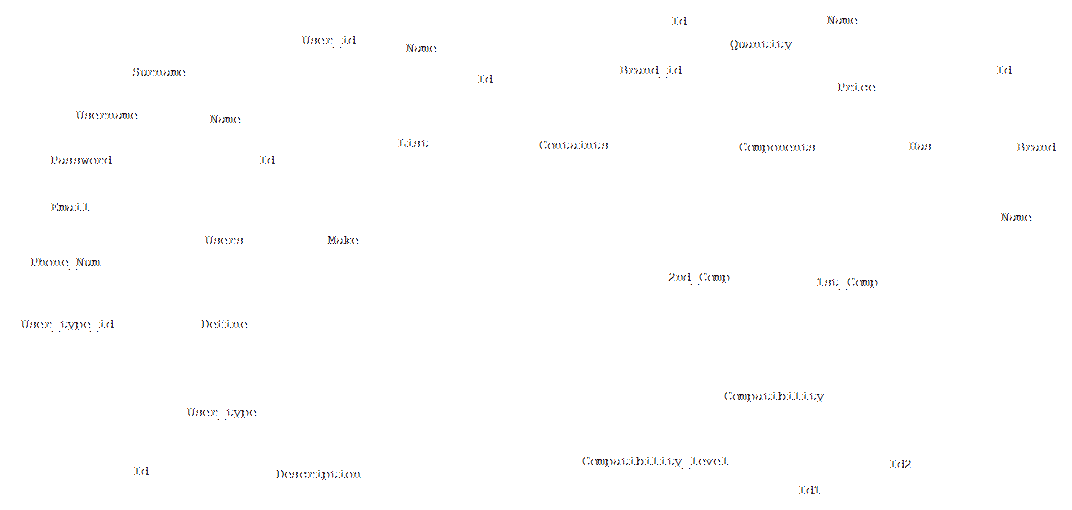 Id
Name
User_id
Name
Quantity
Surname
Id
Brand_id
Id
Price
Username
Name
List
Contatints
Components
Has
Brand
Password
Id
Email
Name
Users
Make
Phone_Num
2nd_Comp
1st_Comp
User_type_id
Define
Compatibility
User_type
Compatibility_level
Id2
Id
Description
Id1